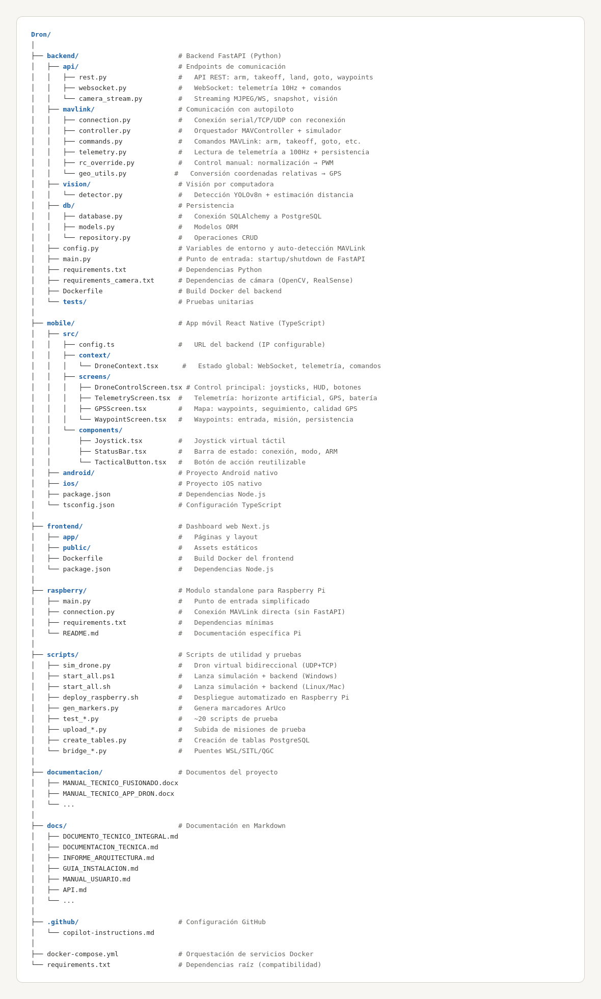 Dron/
│
├── backend/                         # Backend FastAPI (Python)
│   ├── api/                         # Endpoints de comunicación
│   │   ├── rest.py                  #   API REST: arm, takeoff, land, goto, waypoints
│   │   ├── websocket.py             #   WebSocket: telemetría 10Hz + comandos
│   │   └── camera_stream.py         #   Streaming MJPEG/WS, snapshot, visión
│   ├── mavlink/                     # Comunicación con autopiloto
│   │   ├── connection.py            #   Conexión serial/TCP/UDP con reconexión
│   │   ├── controller.py            #   Orquestador MAVController + simulador
│   │   ├── commands.py              #   Comandos MAVLink: arm, takeoff, goto, etc.
│   │   ├── telemetry.py             #   Lectura de telemetría a 100Hz + persistencia
│   │   ├── rc_override.py           #   Control manual: normalización → PWM
│   │   └── geo_utils.py            #   Conversión coordenadas relativas → GPS
│   ├── vision/                      # Visión por computadora
│   │   └── detector.py              #   Detección YOLOv8n + estimación distancia
│   ├── db/                          # Persistencia
│   │   ├── database.py              #   Conexión SQLAlchemy a PostgreSQL
│   │   ├── models.py                #   Modelos ORM
│   │   └── repository.py            #   Operaciones CRUD
│   ├── config.py                    # Variables de entorno y auto-detección MAVLink
│   ├── main.py                      # Punto de entrada: startup/shutdown de FastAPI
│   ├── requirements.txt             # Dependencias Python
│   ├── requirements_camera.txt      # Dependencias de cámara (OpenCV, RealSense)
│   ├── Dockerfile                   # Build Docker del backend
│   └── tests/                       # Pruebas unitarias
│
├── mobile/                          # App móvil React Native (TypeScript)
│   ├── src/
│   │   ├── config.ts                #   URL del backend (IP configurable)
│   │   ├── context/
│   │   │   └── DroneContext.tsx      #   Estado global: WebSocket, telemetría, comandos
│   │   ├── screens/
│   │   │   ├── DroneControlScreen.tsx # Control principal: joysticks, HUD, botones
│   │   │   ├── TelemetryScreen.tsx  #   Telemetría: horizonte artificial, GPS, batería
│   │   │   ├── GPSScreen.tsx        #   Mapa: waypoints, seguimiento, calidad GPS
│   │   │   └── WaypointScreen.tsx   #   Waypoints: entrada, misión, persistencia
│   │   └── components/
│   │       ├── Joystick.tsx         #   Joystick virtual táctil
│   │       ├── StatusBar.tsx        #   Barra de estado: conexión, modo, ARM
│   │       └── TacticalButton.tsx   #   Botón de acción reutilizable
│   ├── android/                     # Proyecto Android nativo
│   ├── ios/                         # Proyecto iOS nativo
│   ├── package.json                 # Dependencias Node.js
│   └── tsconfig.json                # Configuración TypeScript
│
├── frontend/                        # Dashboard web Next.js
│   ├── app/                         #   Páginas y layout
│   ├── public/                      #   Assets estáticos
│   ├── Dockerfile                   #   Build Docker del frontend
│   └── package.json                 #   Dependencias Node.js
│
├── raspberry/                       # Modulo standalone para Raspberry Pi
│   ├── main.py                      #   Punto de entrada simplificado
│   ├── connection.py                #   Conexión MAVLink directa (sin FastAPI)
│   ├── requirements.txt             #   Dependencias mínimas
│   └── README.md                    #   Documentación específica Pi
│
├── scripts/                         # Scripts de utilidad y pruebas
│   ├── sim_drone.py                 #   Dron virtual bidireccional (UDP+TCP)
│   ├── start_all.ps1                #   Lanza simulación + backend (Windows)
│   ├── start_all.sh                 #   Lanza simulación + backend (Linux/Mac)
│   ├── deploy_raspberry.sh          #   Despliegue automatizado en Raspberry Pi
│   ├── gen_markers.py               #   Genera marcadores ArUco
│   ├── test_*.py                    #   ~20 scripts de prueba
│   ├── upload_*.py                  #   Subida de misiones de prueba
│   ├── create_tables.py             #   Creación de tablas PostgreSQL
│   └── bridge_*.py                  #   Puentes WSL/SITL/QGC
│
├── documentacion/                   # Documentos del proyecto
│   ├── MANUAL_TECNICO_FUSIONADO.docx
│   ├── MANUAL_TECNICO_APP_DRON.docx
│   └── ...
│
├── docs/                            # Documentación en Markdown
│   ├── DOCUMENTO_TECNICO_INTEGRAL.md
│   ├── DOCUMENTACION_TECNICA.md
│   ├── INFORME_ARQUITECTURA.md
│   ├── GUIA_INSTALACION.md
│   ├── MANUAL_USUARIO.md
│   ├── API.md
│   └── ...
│
├── .github/                         # Configuración GitHub
│   └── copilot-instructions.md
│
├── docker-compose.yml               # Orquestación de servicios Docker
└── requirements.txt                 # Dependencias raíz (compatibilidad)